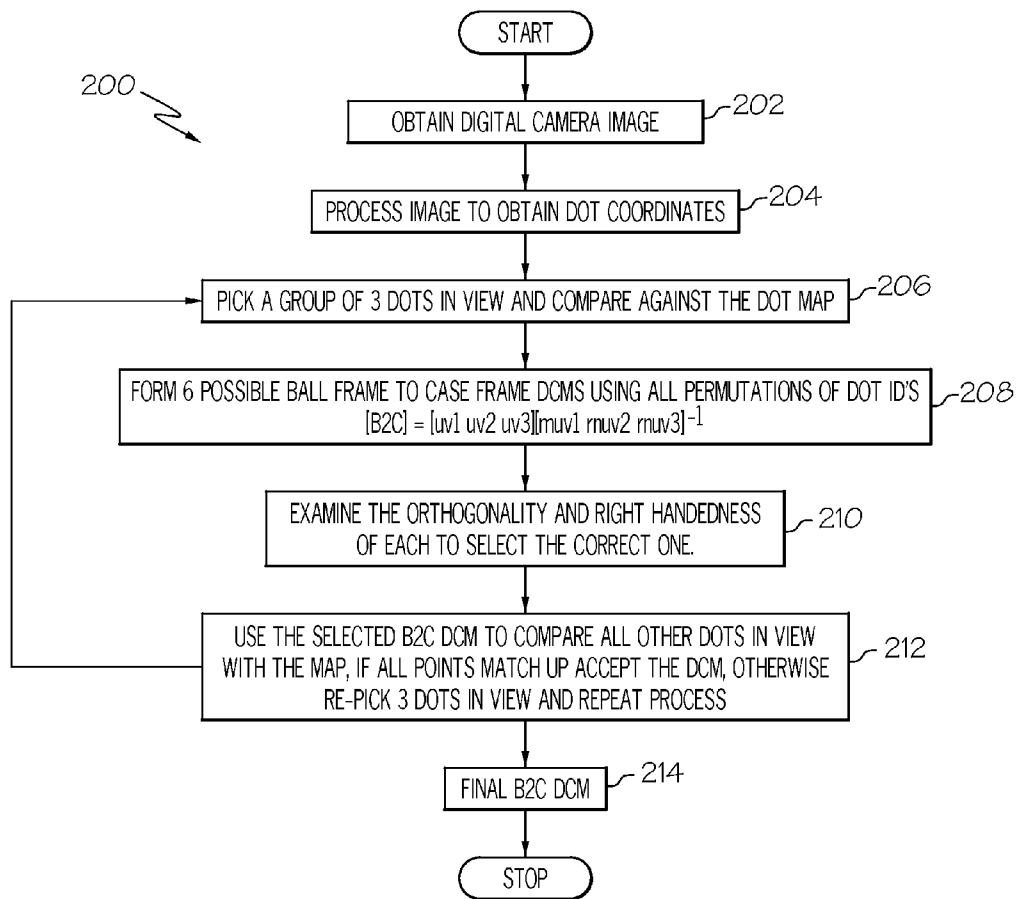 START
200
OBTAIN DIGITAL CAMERA IMAGE
202
PROCESS IMAGE TO OBTAIN DOT COORDINATES
204
PICK A GROUP OF 3 DOTS IN VIEW AND COMPARE AGAINST THE DOT MAP
206
FORM 6 POSSIBLE BALL FRAME TO CASE FRAME DCMS USING ALL PERMUTATIONS OF DOT ID'S
[B2C] = [uv1 uv2 uv3][muv1 rnuv2 rnuv3]⁻¹
208
EXAMINE THE ORTHOGONALITY AND RIGHT HANDEDNESS
OF EACH TO SELECT THE CORRECT ONE.
210
USE THE SELECTED B2C DCM TO COMPARE ALL OTHER DOTS IN VIEW
WITH THE MAP, IF ALL POINTS MATCH UP ACCEPT THE DCM, OTHERWISE
RE-PICK 3 DOTS IN VIEW AND REPEAT PROCESS
212
FINAL B2C DCM
214
STOP